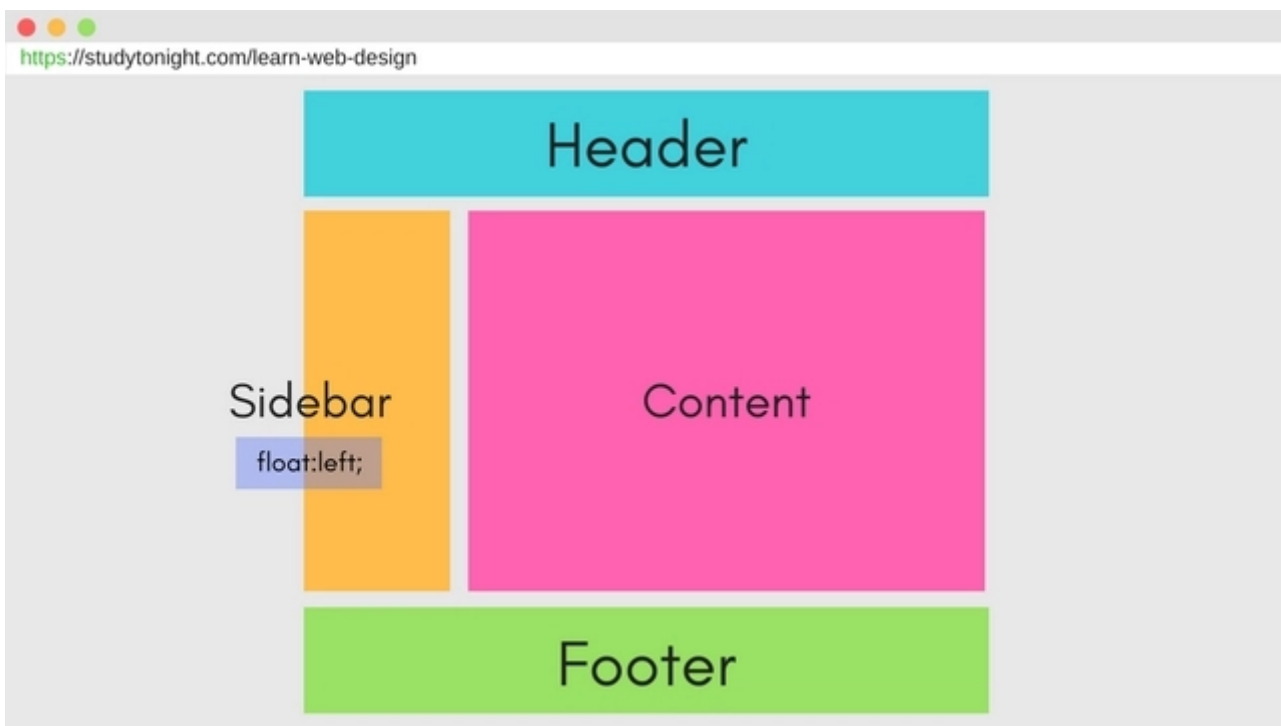 https://studytonight.com/learn-web-design
Header
Sidebar
float:left;
Content
Footer